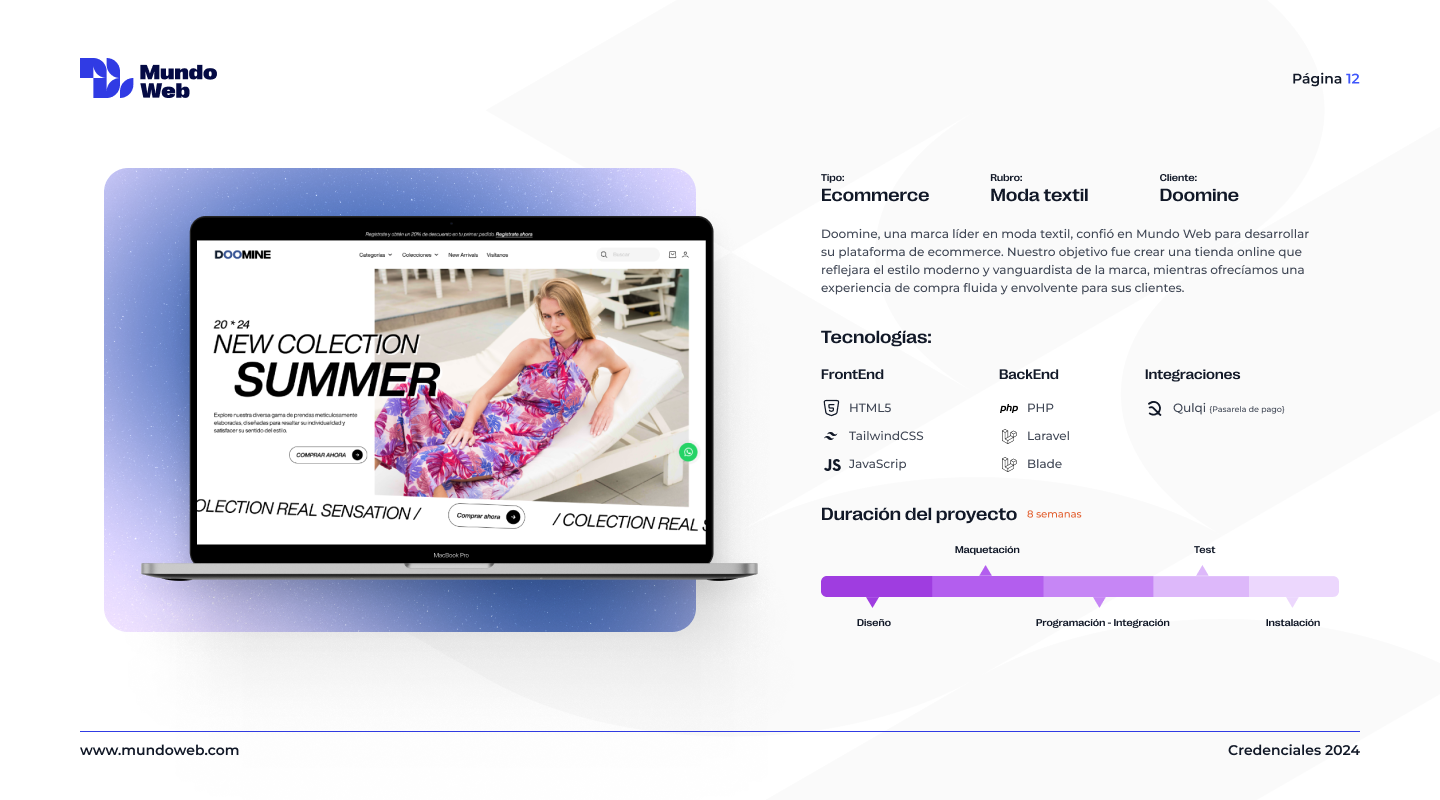 Mundo
Web
Página 12
Regístrate y obtén un 20% de descuento en tu primer pedido. Regístrate ahora
DOOMINE
Categorías Colecciones New Arrivals Visítanos
Buscar
20 * 24
NEW COLECTION
SUMMER
Explore nuestra diversa gama de prendas meticulosamente
elaboradas, diseñadas para resaltar su individualidad y
satisfacer su sentido del estilo.
COMPRAR AHORA
OLECTION REAL SENSATION /
Comprar ahora
/ COLECTION REAL S
MacBook Pro
Tipo: Rubro: Cliente:
Ecommerce Moda textil Doomine
Doomine, una marca líder en moda textil, confió en Mundo Web para desarrollar
su plataforma de ecommerce. Nuestro objetivo fue crear una tienda online que
reflejara el estilo moderno y vanguardista de la marca, mientras ofrecíamos una
experiencia de compra fluida y envolvente para sus clientes.
Tecnologías:
FrontEnd BackEnd Integraciones
HTML5 php PHP Qulqi (Pasarela de pago)
TailwindCSS Laravel
JS JavaScrip Blade
Duración del proyecto 8 semanas
Maquetación Test
Diseño Programación - Integración Instalación
www.mundoweb.com
Credenciales 2024